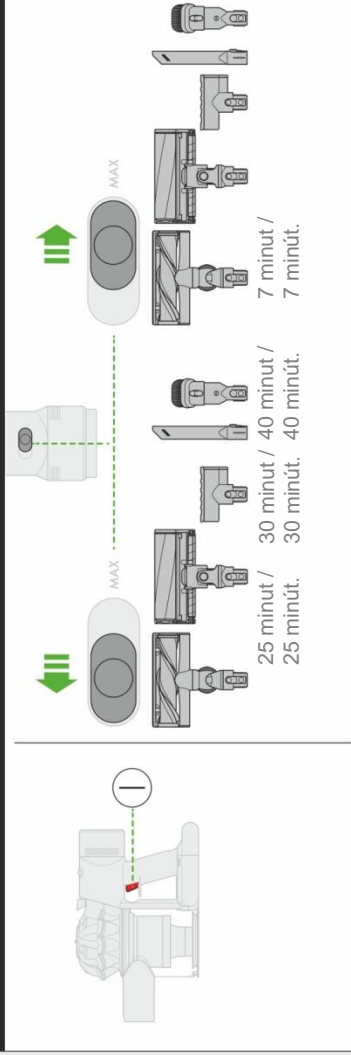 MAX
MAX
25 minut /
25 minút.
30 minut /
30 minút.
40 minut /
40 minút.
7 minut /
7 minút.